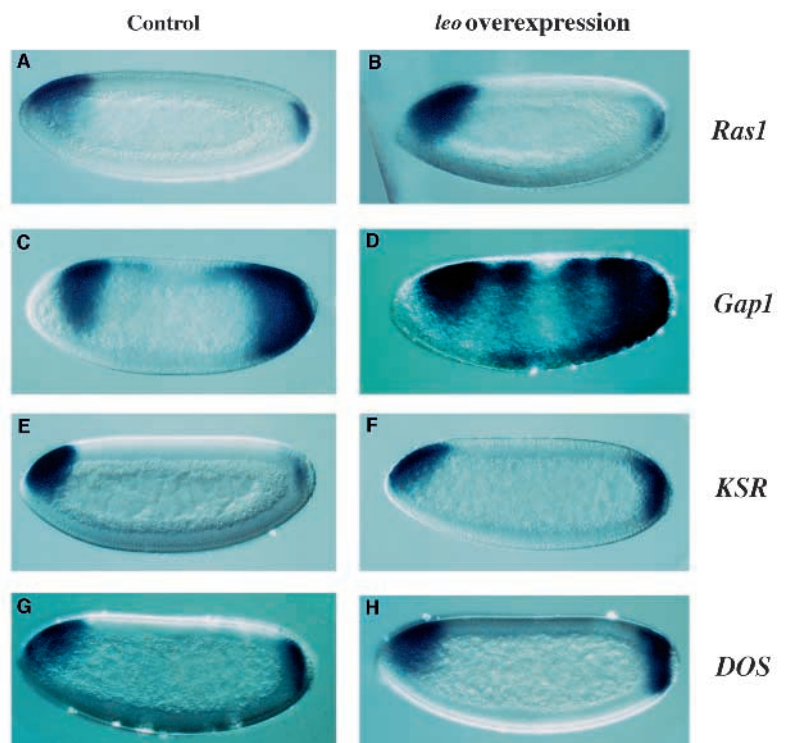 Control
leo overexpression
A
B
Ras1
C
D
Gap1
E
F
KSR
G
H
DOS